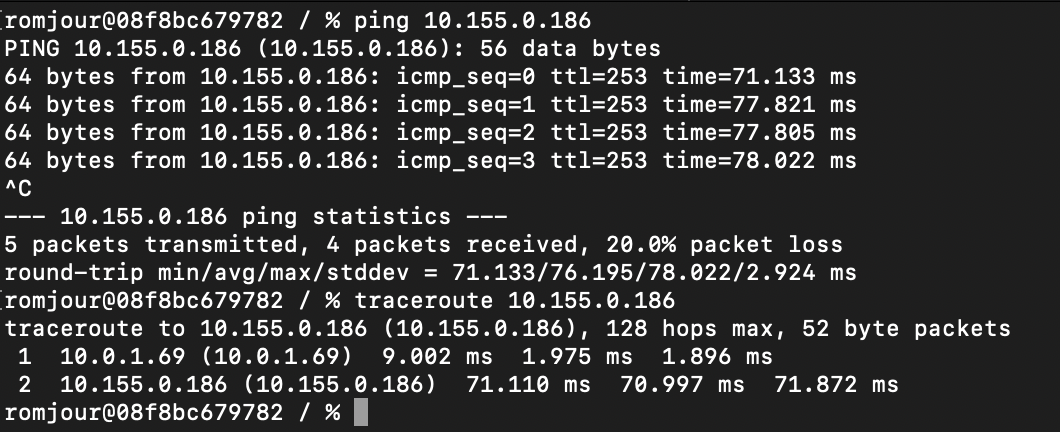 [romjour@08f8bc679782 / % ping 10.155.0.186
PING 10.155.0.186 (10.155.0.186): 56 data bytes
64 bytes from 10.155.0.186: icmp_seq=0 ttl=253 time=71.133 ms
64 bytes from 10.155.0.186: icmp_seq=1 ttl=253 time=77.821 ms
64 bytes from 10.155.0.186: icmp_seq=2 ttl=253 time=77.805 ms
64 bytes from 10.155.0.186: icmp_seq=3 ttl=253 time=78.022 ms
^C
--- 10.155.0.186 ping statistics ---
5 packets transmitted, 4 packets received, 20.0% packet loss
round-trip min/avg/max/stddev = 71.133/76.195/78.022/2.924 ms
[romjour@08f8bc679782 / % traceroute 10.155.0.186
traceroute to 10.155.0.186 (10.155.0.186), 128 hops max, 52 byte packets
 1  10.0.1.69 (10.0.1.69)  9.002 ms  1.975 ms  1.896 ms
 2  10.155.0.186 (10.155.0.186)  71.110 ms  70.997 ms  71.872 ms
romjour@08f8bc679782 / %